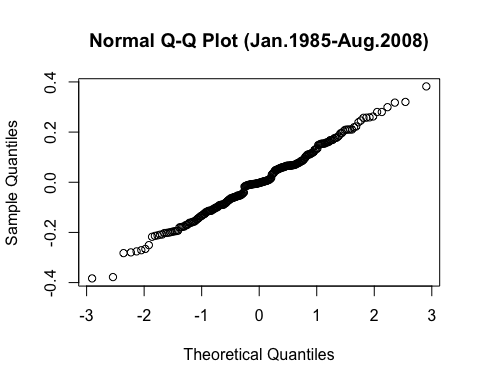 Normal Q-Q Plot (Jan.1985-Aug.2008)
Sample Quantiles
0.4
0.2
0.0
-0.2
-0.4
-3 -2 -1 0 1 2 3
Theoretical Quantiles